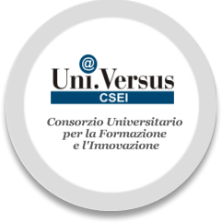 @
Uni.Versus
CSEI
Consorzio Universitario
per la Formazione
e l'Innovazione